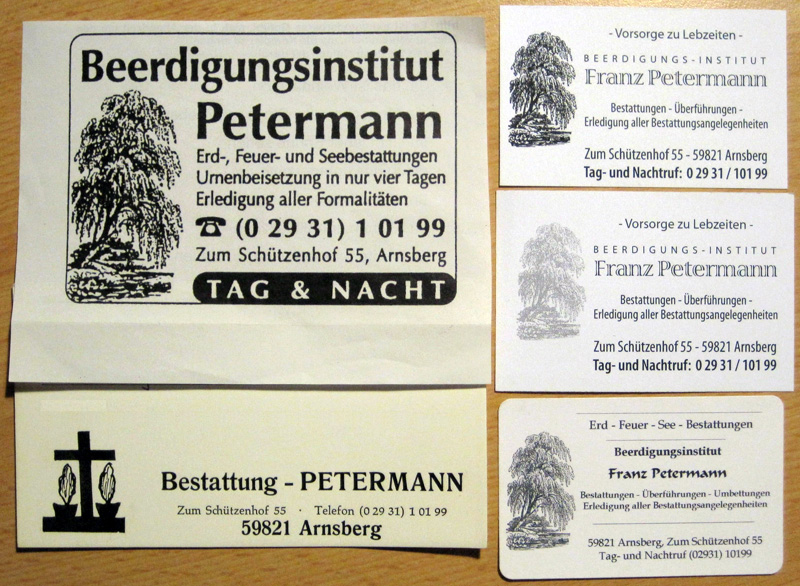 Beerdigungsinstitut
Petermann
Erd-, Feuer- und Seebestattungen
Urnenbeisetzung in nur vier Tagen
Erledigung aller Formalitäten
☎ (0 29 31) 1 01 99
Zum Schützenhof 55, Arnsberg
TAG & NACHT
Bestattung - PETERMANN
Zum Schützenhof 55 · Telefon (0 29 31) 1 01 99
59821 Arnsberg
- Vorsorge zu Lebzeiten -
BEERDIGUNGS-INSTITUT
Franz Petermann
Bestattungen - Überführungen -
Erledigung aller Bestattungsangelegenheiten
Zum Schützenhof 55 - 59821 Arnsberg
Tag- und Nachtruf: 0 29 31 / 101 99
- Vorsorge zu Lebzeiten -
BEERDIGUNGS-INSTITUT
Franz Petermann
Bestattungen - Überführungen -
Erledigung aller Bestattungsangelegenheiten
Zum Schützenhof 55 - 59821 Arnsberg
Tag- und Nachtruf: 0 29 31 / 101 99
Erd - Feuer - See - Bestattungen
Beerdigungsinstitut
Franz Petermann
Bestattungen - Überführungen - Umbettungen
Erledigung aller Bestattungsangelegenheiten
59821 Arnsberg, Zum Schützenhof 55
Tag- und Nachtruf (02931) 10199